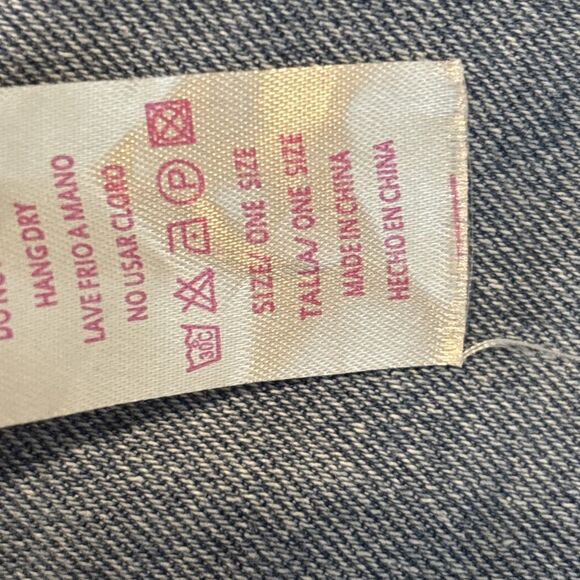 HANG DRY
LAVE FRIO A MANO
NO USAR CLORO
30C P
SIZE/ ONE SIZE
TALLA/ ONE SIZE
MADE IN CHINA
HECHO EN CHINA